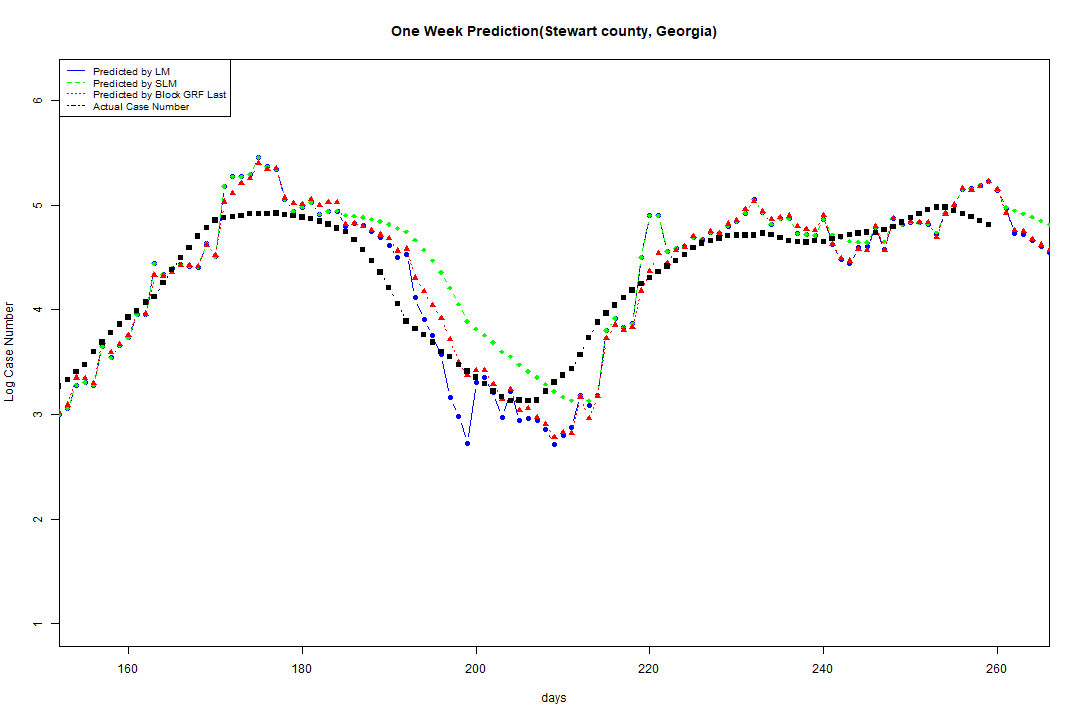 One Week Prediction(Stewart county, Georgia)
Predicted by LM
Predicted by SLM
Predicted by Block GRF Last
Actual Case Number
Log Case Number
6
5
4
3
2
1
160 180 200 220 240 260
days